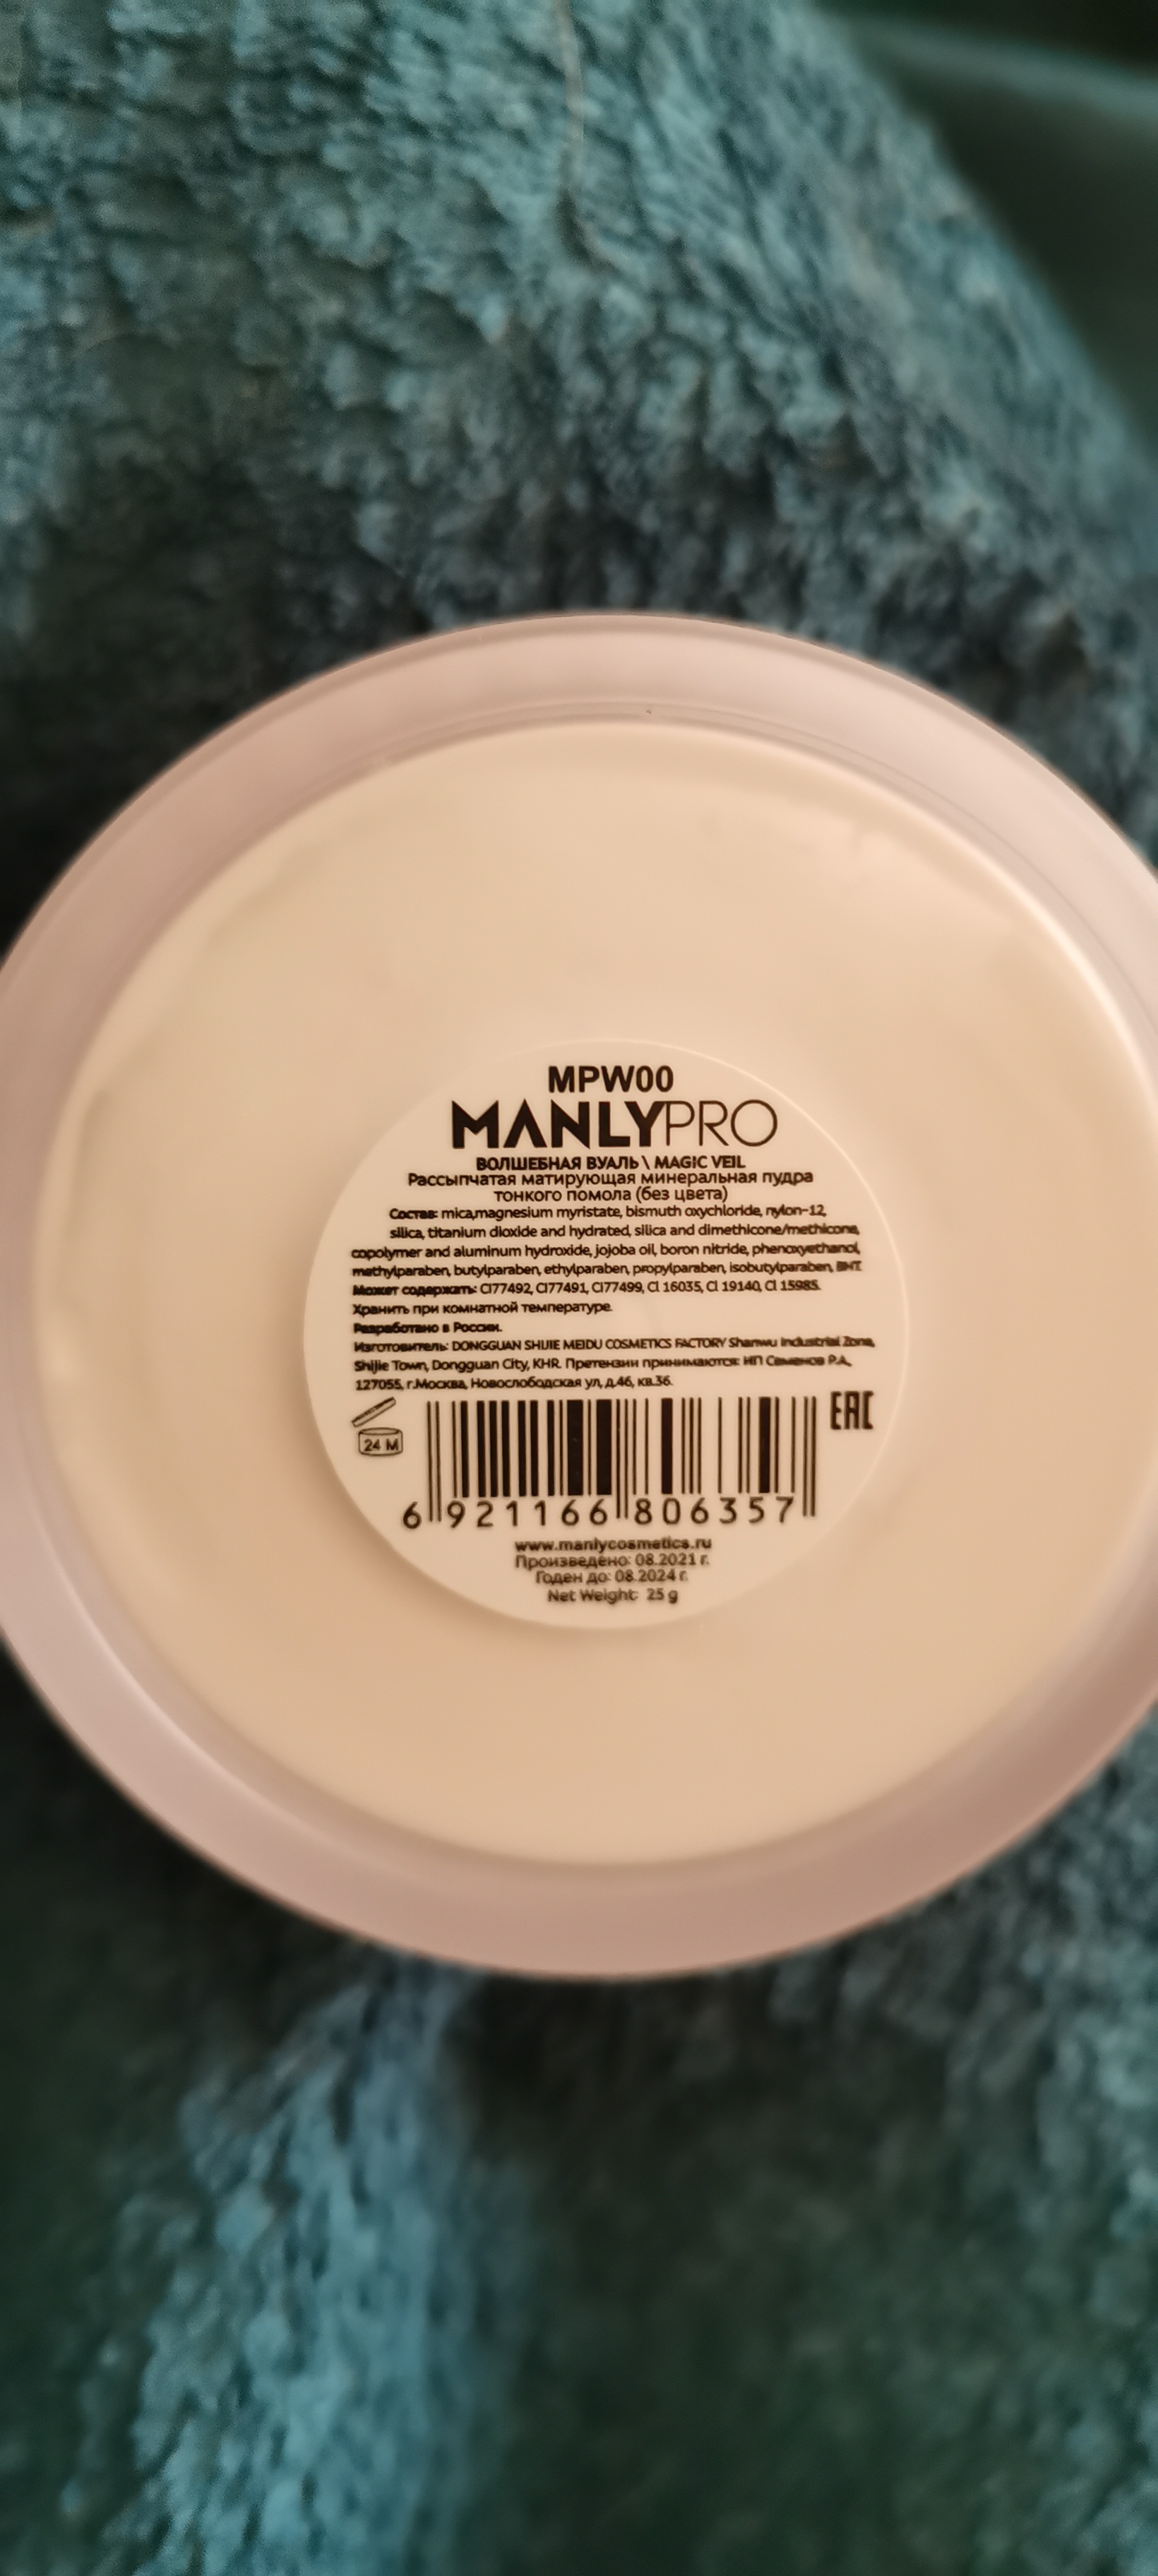 MPW00
MANLYPRO
ВОЛШЕБНАЯ ВУАЛЬ \ MAGIC VEIL
Рассыпчатая матирующая минеральная пудра
тонкого помола (без цвета)
Состав: mica,magnesium myristate, bismuth oxychloride, nylon-12,
silica, titanium dioxide and hydrated, silica and dimethicone/methicone,
copolymer and aluminum hydroxide, jojoba oil, boron nitride, phenoxyethanol,
methylparaben, butylparaben, ethylparaben, propylparaben, isobutylparaben, BHT.
Может содержать: CI77492, CI77491, CI77499, CI 16035, CI 19140, CI 15985.
Хранить при комнатной температуре.
Разработано в России.
Изготовитель: DONGGUAN SHIJIE MEIDU COSMETICS FACTORY Shanwu Industrial Zone,
Shijie Town, Dongguan City, КНR. Претензии принимаются: ИП Семенов Р.А.,
127055, г.Москва, Новослободская ул, д.46, кв.36.
EAC
24 M
6 921166 806357
www.manlycosmetics.ru
Произведено: 08.2021 г.
Годен до: 08.2024 г.
Net Weight: 25 g